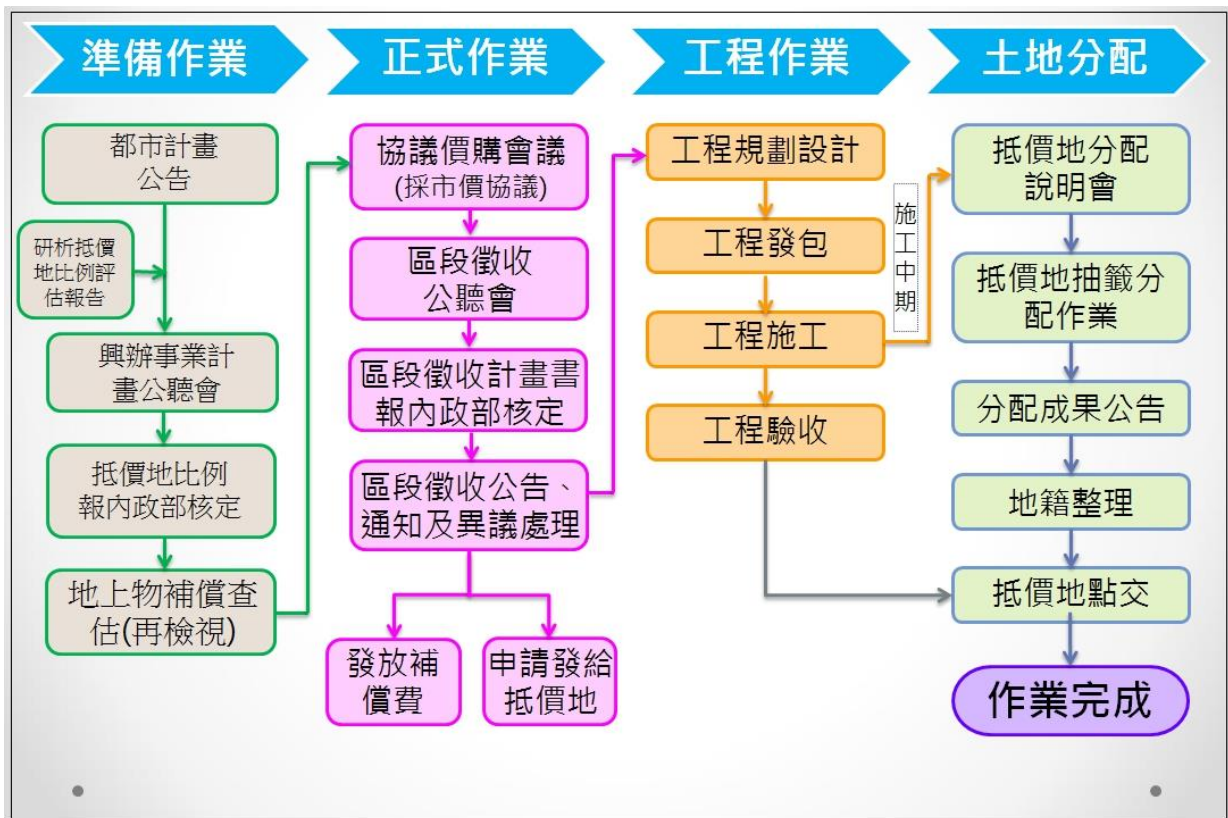 準備作業
正式作業
工程作業
土地分配
都市計畫
公告
研析抵價
地比例評
估報告
興辦事業計
畫公聽會
抵價地比例
報內政部核定
地上物補償查
估(再檢視)
協議價購會議
(採市價協議)
區段徵收
公聽會
區段徵收計畫書
報內政部核定
區段徵收公告、
通知及異議處理
發放補
償費
申請發給
抵價地
工程規劃設計
工程發包
工程施工
工程驗收
施工中期
抵價地分配
說明會
抵價地抽籤分
配作業
分配成果公告
地籍整理
抵價地點交
作業完成